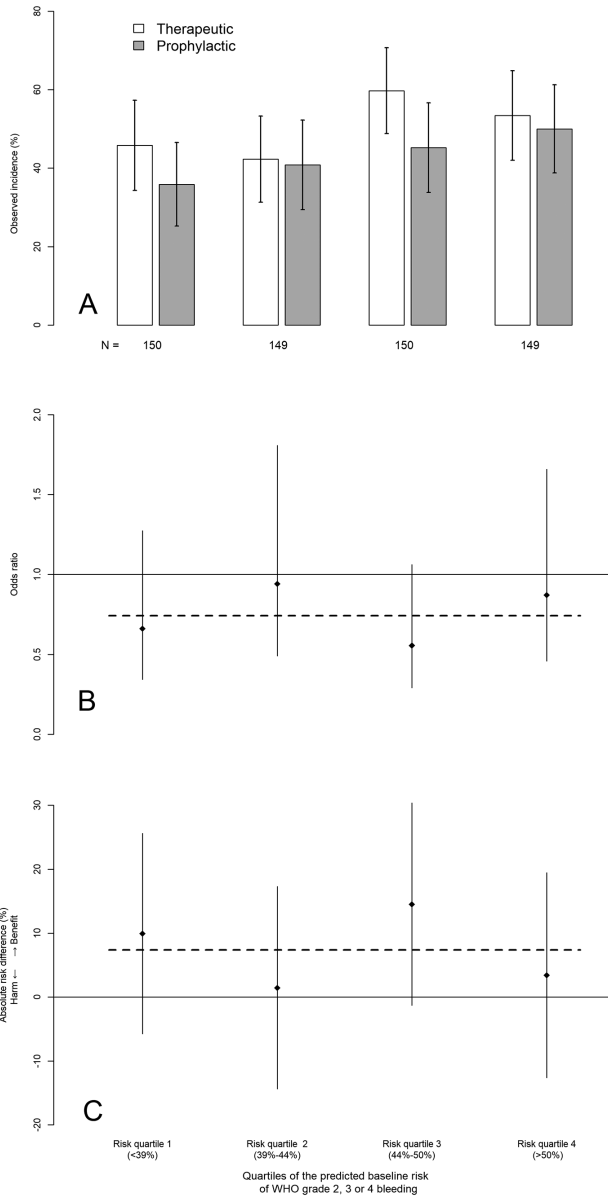 80
60
40
20
0
Observed incidence (%)
Therapeutic
Prophylactic
A
N = 150 149 150 149
2.0
1.5
1.0
0.5
0.0
Odds ratio
B
30
20
10
0
-10
-20
Absolute risk difference (%)
Harm ← → Benefit
C
Risk quartile 1 Risk quartile 2 Risk quartile 3 Risk quartile 4
(<39%) (39%-44%) (44%-50%) (>50%)
Quartiles of the predicted baseline risk
of WHO grade 2, 3 or 4 bleeding